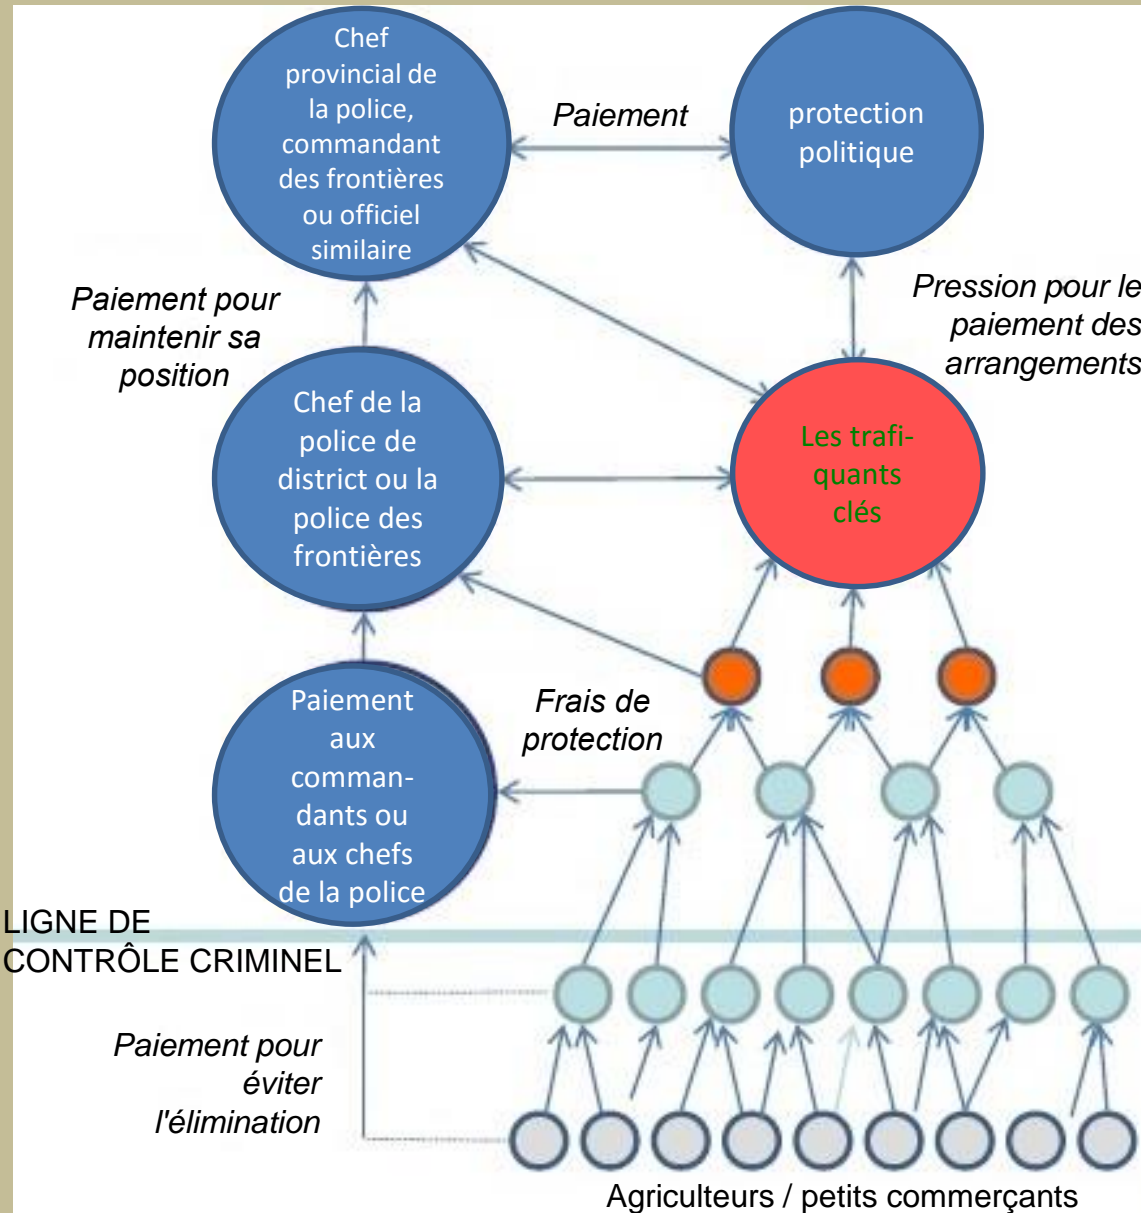 Chef
provincial de
la police,
commandant
des frontières
ou officiel
similaire
Paiement
protection
politique
Paiement pour
maintenir sa
position
Pression pour le
paiement des
arrangements
Chef de la
police de
district ou la
police des
frontières
Les trafi-
quants
clés
Paiement
aux
comman-
dants ou
aux chefs
de la police
Frais de
protection
LIGNE DE
CONTRÔLE CRIMINEL
Paiement pour
éviter
l'élimination
Agriculteurs / petits commerçants